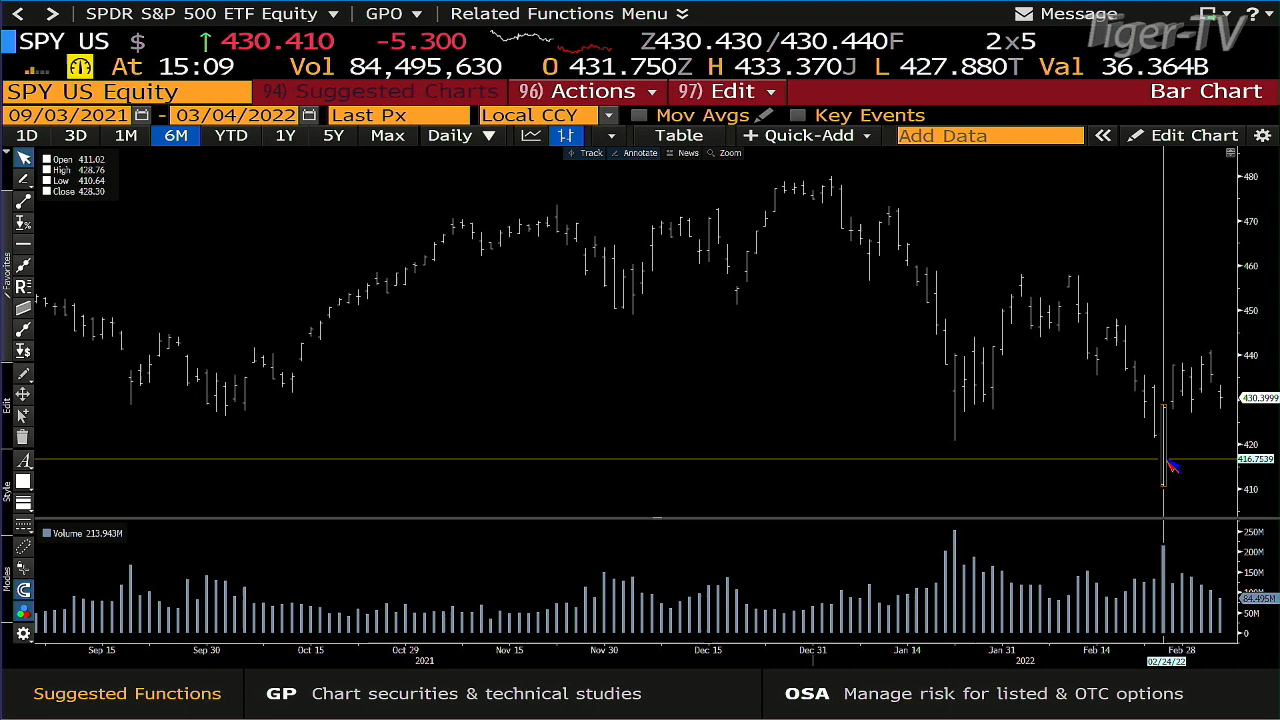 SPDR S&P 500 ETF Equity GPO Related Functions Menu Message ?
Tiger-TV
SPY US $ ↑ 430.410 -5.300 Z430.430/430.440F 2x5
At 15:09 Vol 84,495,630 O 431.750Z H 433.370J L 427.880T Val 36.364B
SPY US Equity 94) Suggested Charts 96) Actions 97) Edit Bar Chart
09/03/2021 - 03/04/2022 Last Px Local CCY Mov Avgs Key Events
1D 3D 1M 6M YTD 1Y 5Y Max Daily ▼ Table + Quick-Add Add Data « Edit Chart
Track Annotate News Zoom
Open 411.02
High 428.76
Low 410.64
Close 428.30
480
470
460
450
440
430.3999
420
416.7539
410
Favorites
Edit
Style
Modes
Volume 213.943M
250M
200M
150M
100M
84.495M
50M
0
Sep 15 Sep 30 Oct 15 Oct 29 Nov 15 Nov 30 Dec 15 Dec 31 Jan 14 Jan 31 Feb 14 Feb 28
2021 2022 02/24/22
Suggested Functions GP Chart securities & technical studies OSA Manage risk for listed & OTC options